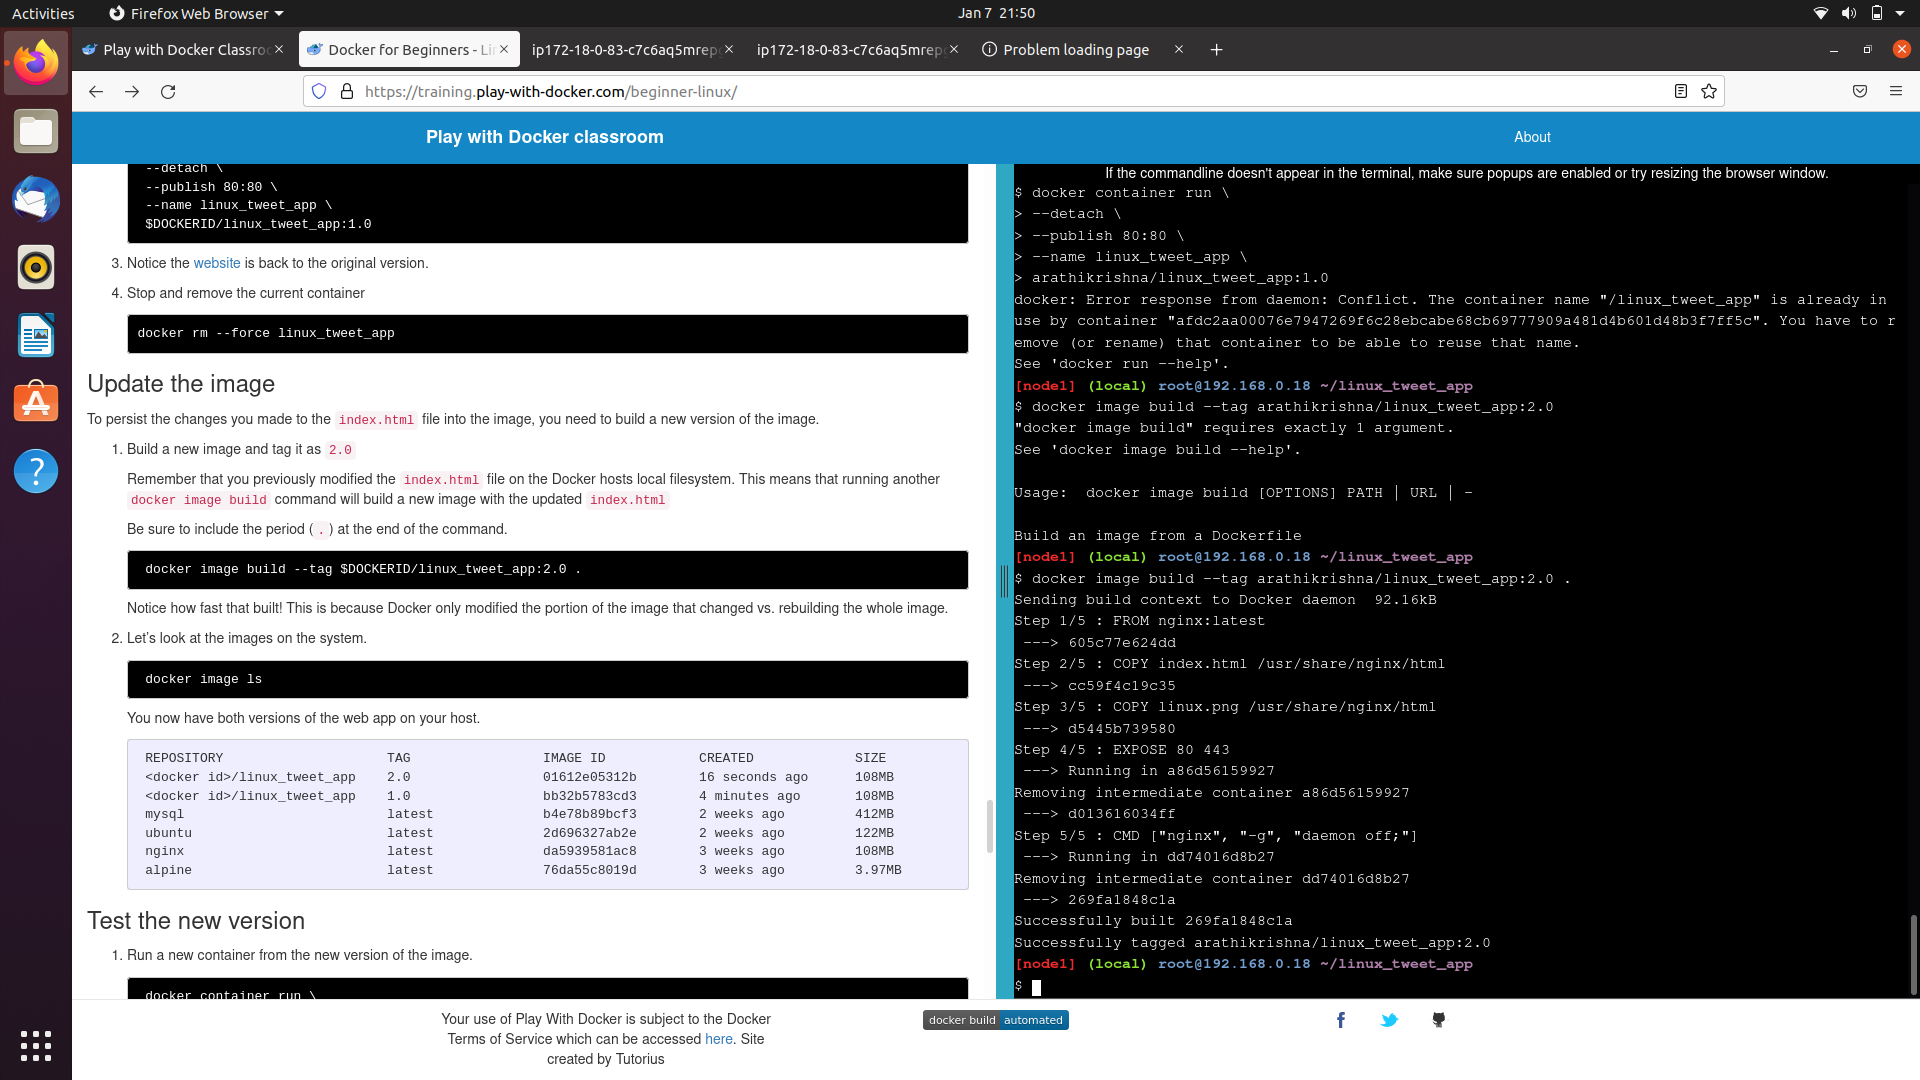 Activities
Firefox Web Browser
Jan 7 21:50
Play with Docker Classro
Docker for Beginners - Li
ip172-18-0-83-c7c6aq5mrep
ip172-18-0-83-c7c6aq5mrep
Problem loading page
https://training.play-with-docker.com/beginner-linux/
Play with Docker classroom
About
--detach \
--publish 80:80 \
--name linux_tweet_app \
$DOCKERID/linux_tweet_app:1.0
3. Notice the website is back to the original version.
4. Stop and remove the current container
docker rm --force linux_tweet_app
Update the image
To persist the changes you made to the index.html file into the image, you need to build a new version of the image.
1. Build a new image and tag it as 2.0
Remember that you previously modified the index.html file on the Docker hosts local filesystem. This means that running another
docker image build command will build a new image with the updated index.html
Be sure to include the period ( . ) at the end of the command.
docker image build --tag $DOCKERID/linux_tweet_app:2.0 .
Notice how fast that built! This is because Docker only modified the portion of the image that changed vs. rebuilding the whole image.
2. Let's look at the images on the system.
docker image ls
You now have both versions of the web app on your host.
REPOSITORY TAG IMAGE ID CREATED SIZE
<docker id>/linux_tweet_app 2.0 01612e05312b 16 seconds ago 108MB
<docker id>/linux_tweet_app 1.0 bb32b5783cd3 4 minutes ago 108MB
mysql latest b4e78b89bcf3 2 weeks ago 412MB
ubuntu latest 2d696327ab2e 2 weeks ago 122MB
nginx latest da5939581ac8 3 weeks ago 108MB
alpine latest 76da55c8019d 3 weeks ago 3.97MB
Test the new version
1. Run a new container from the new version of the image.
docker container run \
If the commandline doesn't appear in the terminal, make sure popups are enabled or try resizing the browser window.
$ docker container run \
> --detach \
> --publish 80:80 \
> --name linux_tweet_app \
> arathikrishna/linux_tweet_app:1.0
docker: Error response from daemon: Conflict. The container name "/linux_tweet_app" is already in
use by container "afdc2aa00076e7947269f6c28ebcabe68cb69777909a481d4b601d48b3f7ff5c". You have to r
emove (or rename) that container to be able to reuse that name.
See 'docker run --help'.
[node1] (local) root@192.168.0.18 ~/linux_tweet_app
$ docker image build --tag arathikrishna/linux_tweet_app:2.0
"docker image build" requires exactly 1 argument.
See 'docker image build --help'.
Usage:  docker image build [OPTIONS] PATH | URL | -
Build an image from a Dockerfile
[node1] (local) root@192.168.0.18 ~/linux_tweet_app
$ docker image build --tag arathikrishna/linux_tweet_app:2.0 .
Sending build context to Docker daemon  92.16kB
Step 1/5 : FROM nginx:latest
---> 605c77e624dd
Step 2/5 : COPY index.html /usr/share/nginx/html
---> cc59f4c19c35
Step 3/5 : COPY linux.png /usr/share/nginx/html
---> d5445b739580
Step 4/5 : EXPOSE 80 443
---> Running in a86d56159927
Removing intermediate container a86d56159927
---> d013616034ff
Step 5/5 : CMD ["nginx", "-g", "daemon off;"]
---> Running in dd74016d8b27
Removing intermediate container dd74016d8b27
---> 269fa1848c1a
Successfully built 269fa1848c1a
Successfully tagged arathikrishna/linux_tweet_app:2.0
[node1] (local) root@192.168.0.18 ~/linux_tweet_app
$
Your use of Play With Docker is subject to the Docker
Terms of Service which can be accessed here. Site
created by Tutorius
docker build automated